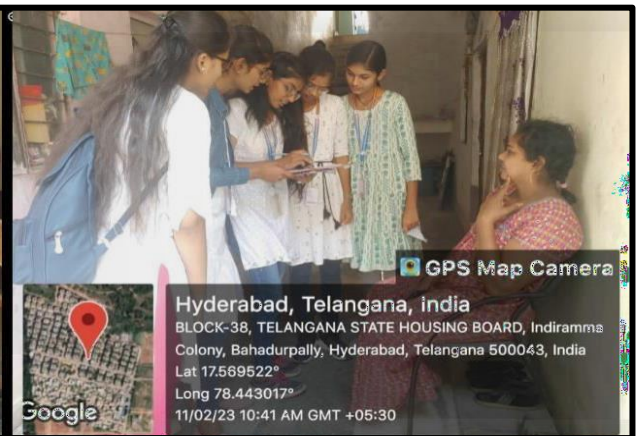 GPS Map Camera
Hyderabad, Telangana, India
BLOCK-38, TELANGANA STATE HOUSING BOARD, Indiramma
Colony, Bahadurpally, Hyderabad, Telangana 500043, India
Lat 17.569522°
Long 78.443017°
11/02/23 10:41 AM GMT +05:30
Google